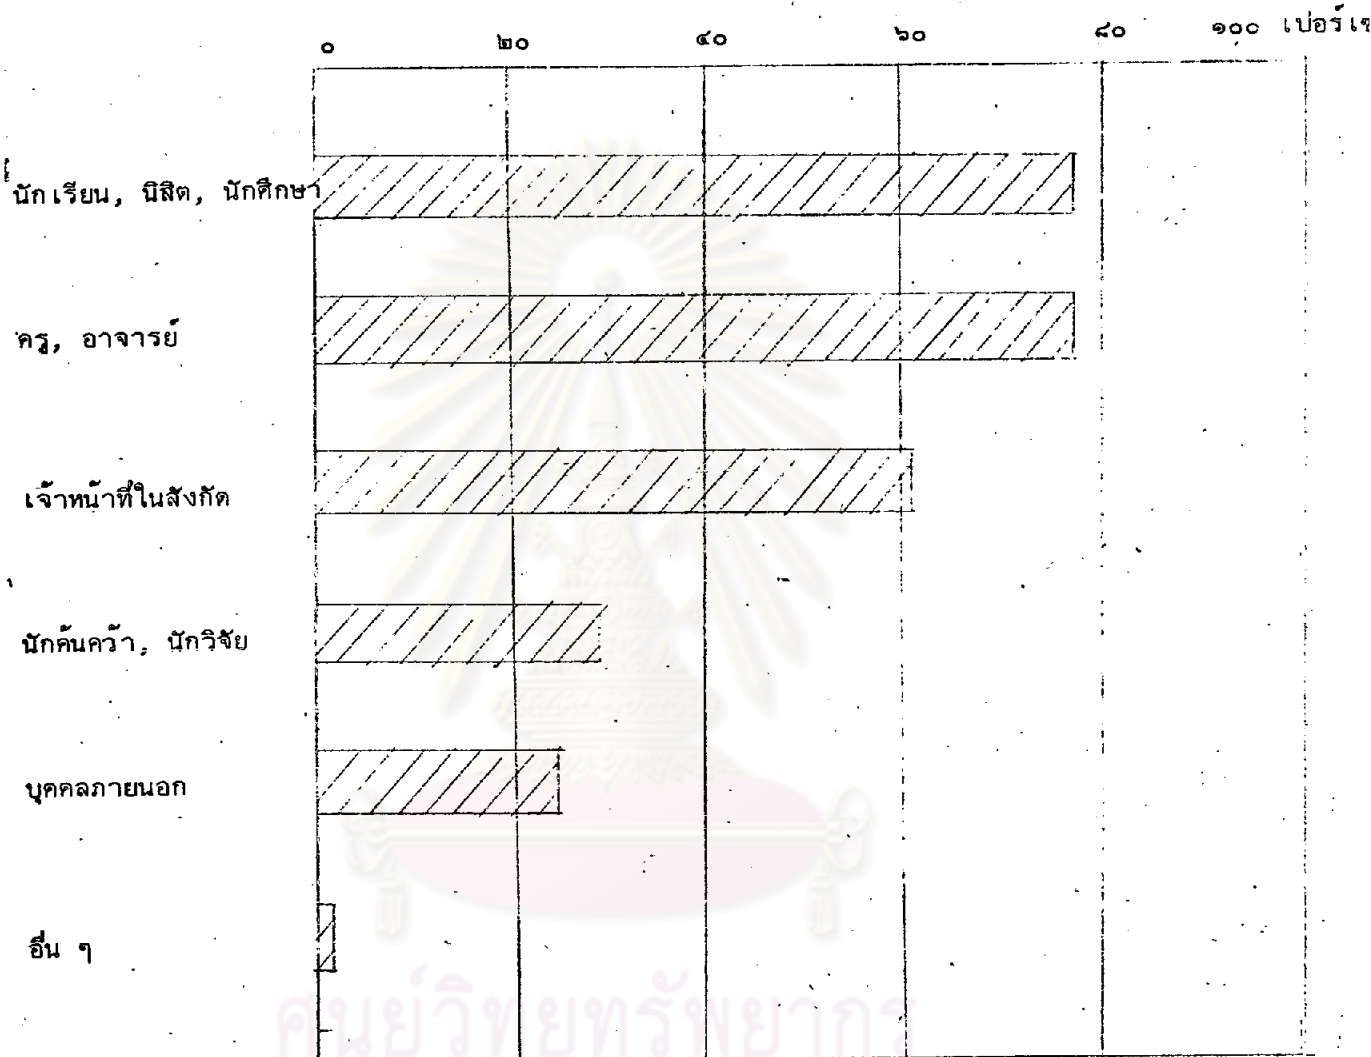 ๐ ๒๐ ๔๐ ๖๐ ๘๐ ๑๐๐ เปอร์เซ
นักเรียน, นิสิต, นักศึกษา
ครู, อาจารย์
เจ้าหน้าที่ในสังกัด
นักค้นคว้า, นักวิจัย
บุคคลภายนอก
อื่น ๆ
ศูนย์วิทยทรัพยากร